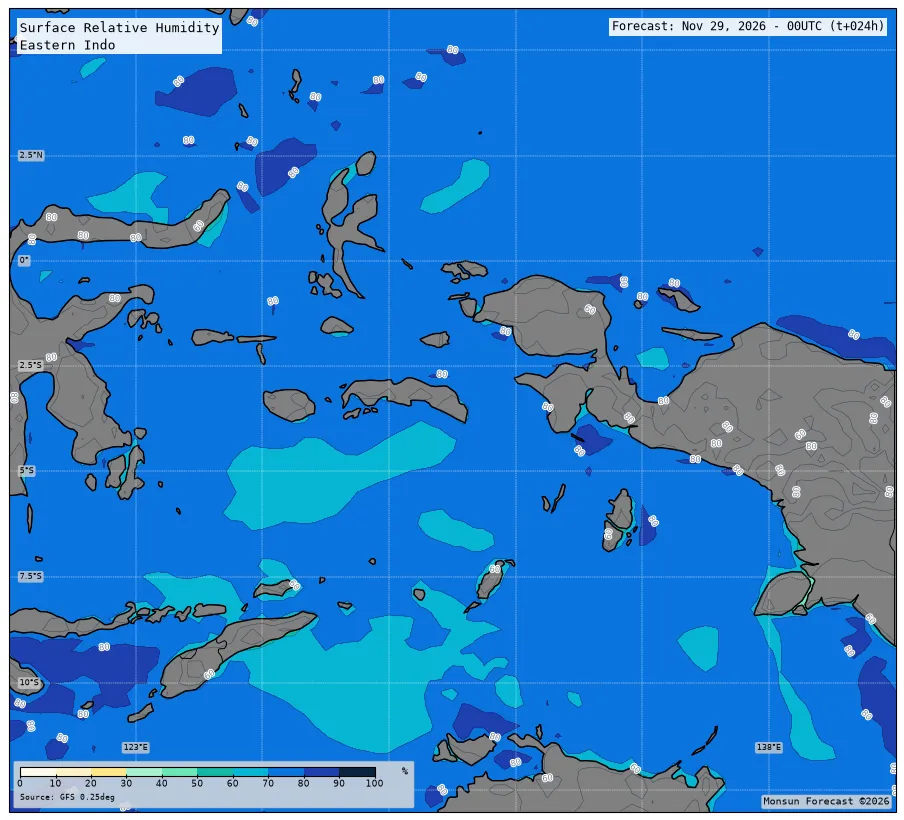 Surface Relative Humidity
Eastern Indo
Forecast: Nov 29, 2026 - 00UTC (t+024h)
2.5°N
0°
2.5°S
5°S
7.5°S
10°S
123°E
138°E
0 10 20 30 40 50 60 70 80 90 100 %
Source: GFS 0.25deg
Monsun Forecast ©2026